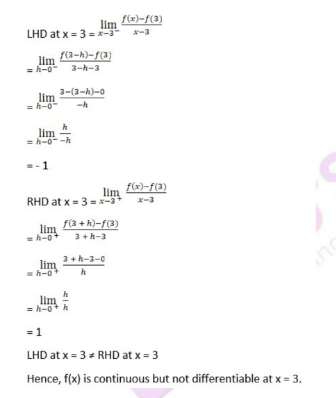 LHD at x = 3 = lim x−3⁻ f(x)−f(3) / x−3
= lim h−0⁻ f(3−h)−f(3) / 3−h−3
= lim h−0⁻ 3−(3−h)−0 / −h
= lim h−0⁻ h / −h
= - 1
RHD at x = 3 = lim x−3⁺ f(x)−f(3) / x−3
= lim h−0⁺ f(3 + h)−f(3) / 3 + h−3
= lim h−0⁺ 3 + h−3−0 / h
= lim h−0⁺ h / h
= 1
LHD at x = 3 ≠ RHD at x = 3
Hence, f(x) is continuous but not differentiable at x = 3.